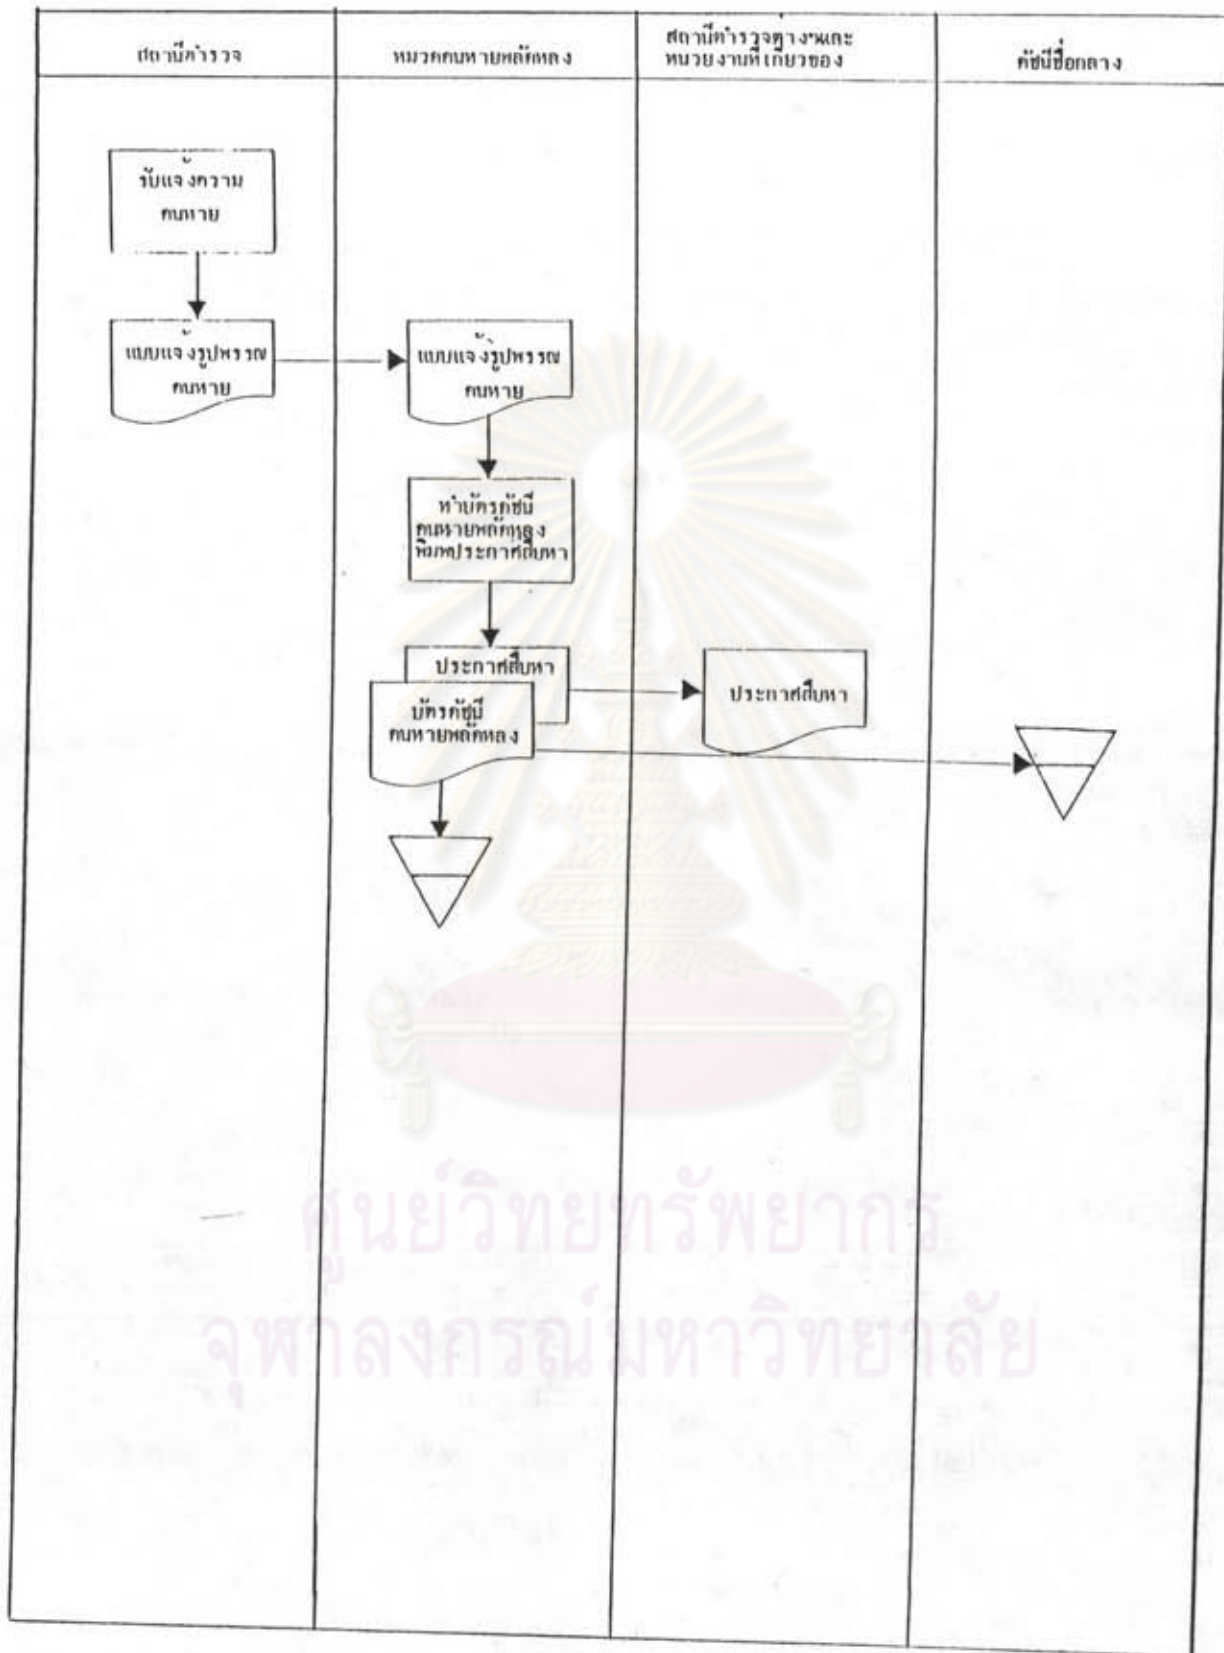 สถานีตำรวจ
หมวดคนหายพลัดหลง
สถานีตำรวจต่างๆและ
หน่วยงานที่เกี่ยวของ
ดัชนีชื่อกลาง
รับแจ้งความ
คนหาย
แบบแจ้งรูปพรรณ
คนหาย
แบบแจ้งรูปพรรณ
คนหาย
ทำบัตรดัชนี
คนหายพลัดหลง
พิมพ์ประกาศสืบหา
ประกาศสืบหา
บัตรดัชนี
คนหายพลัดหลง
ประกาศสืบหา
ศูนย์วิทยทรัพยากร
จุฬาลงกรณ์มหาวิทยาลัย